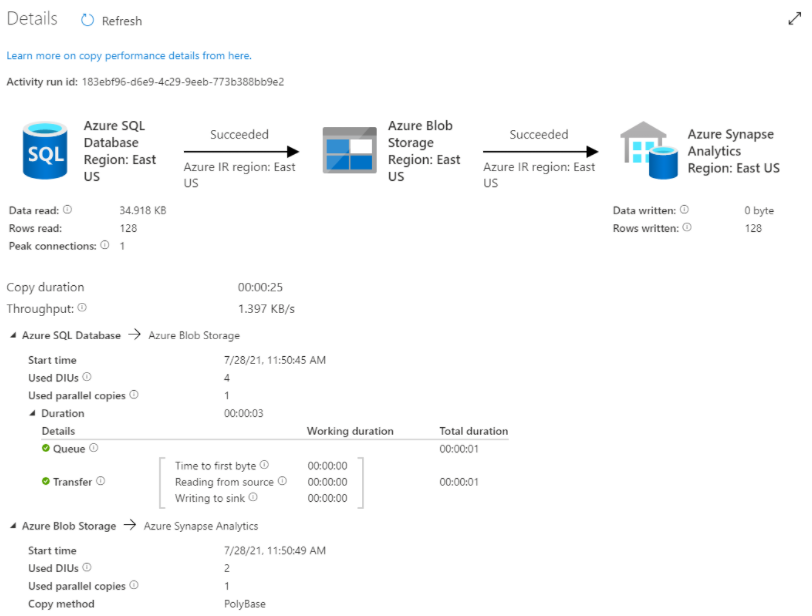 Details
Refresh
Learn more on copy performance details from here.
Activity run id: 183ebf96-d6e9-4c29-9eeb-773b388bb9e2
SQL
Azure SQL
Database
Region: East
US
Succeeded
Azure IR region: East
US
Azure Blob
Storage
Region: East
US
Succeeded
Azure IR region: East
US
Azure Synapse
Analytics
Region: East US
Data read: 34.918 KB
Rows read: 128
Peak connections: 1
Data written: 0 byte
Rows written: 128
Copy duration 00:00:25
Throughput: 1.397 KB/s
Azure SQL Database → Azure Blob Storage
Start time 7/28/21, 11:50:45 AM
Used DIUs 4
Used parallel copies 1
Duration 00:00:03
Details Working duration Total duration
Queue 00:00:01
Time to first byte 00:00:00
Transfer Reading from source 00:00:00 00:00:01
Writing to sink 00:00:00
Azure Blob Storage → Azure Synapse Analytics
Start time 7/28/21, 11:50:49 AM
Used DIUs 2
Used parallel copies 1
Copy method PolyBase